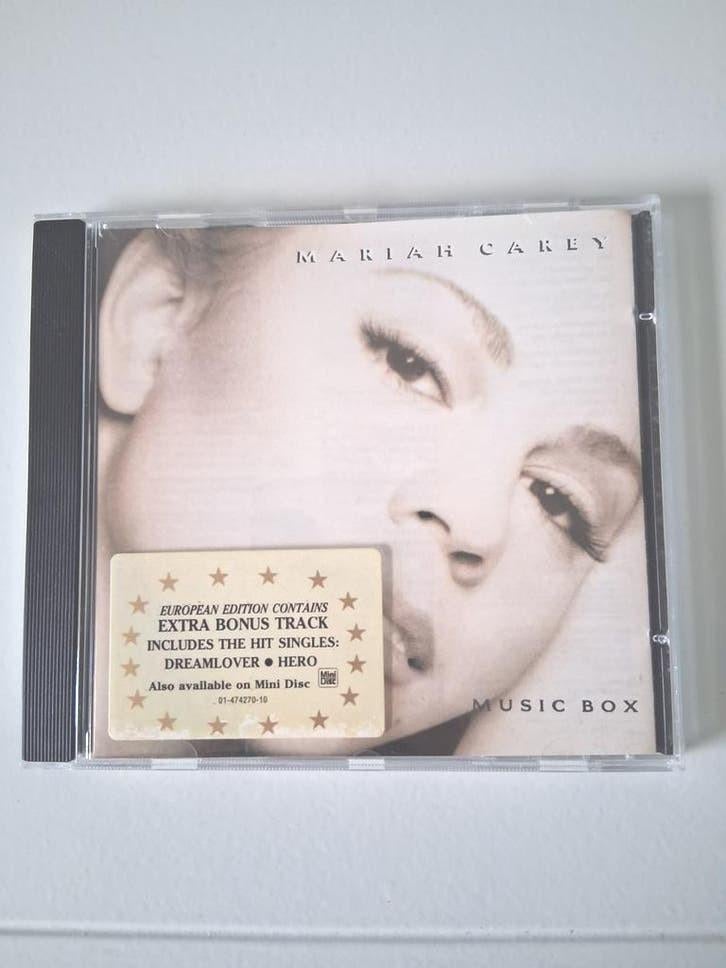 MARIAH CAREY
EUROPEAN EDITION CONTAINS
EXTRA BONUS TRACK
INCLUDES THE HIT SINGLES:
DREAMLOVER ● HERO
Also available on Mini Disc
Mini
Disc
01-474270-10
MUSIC BOX